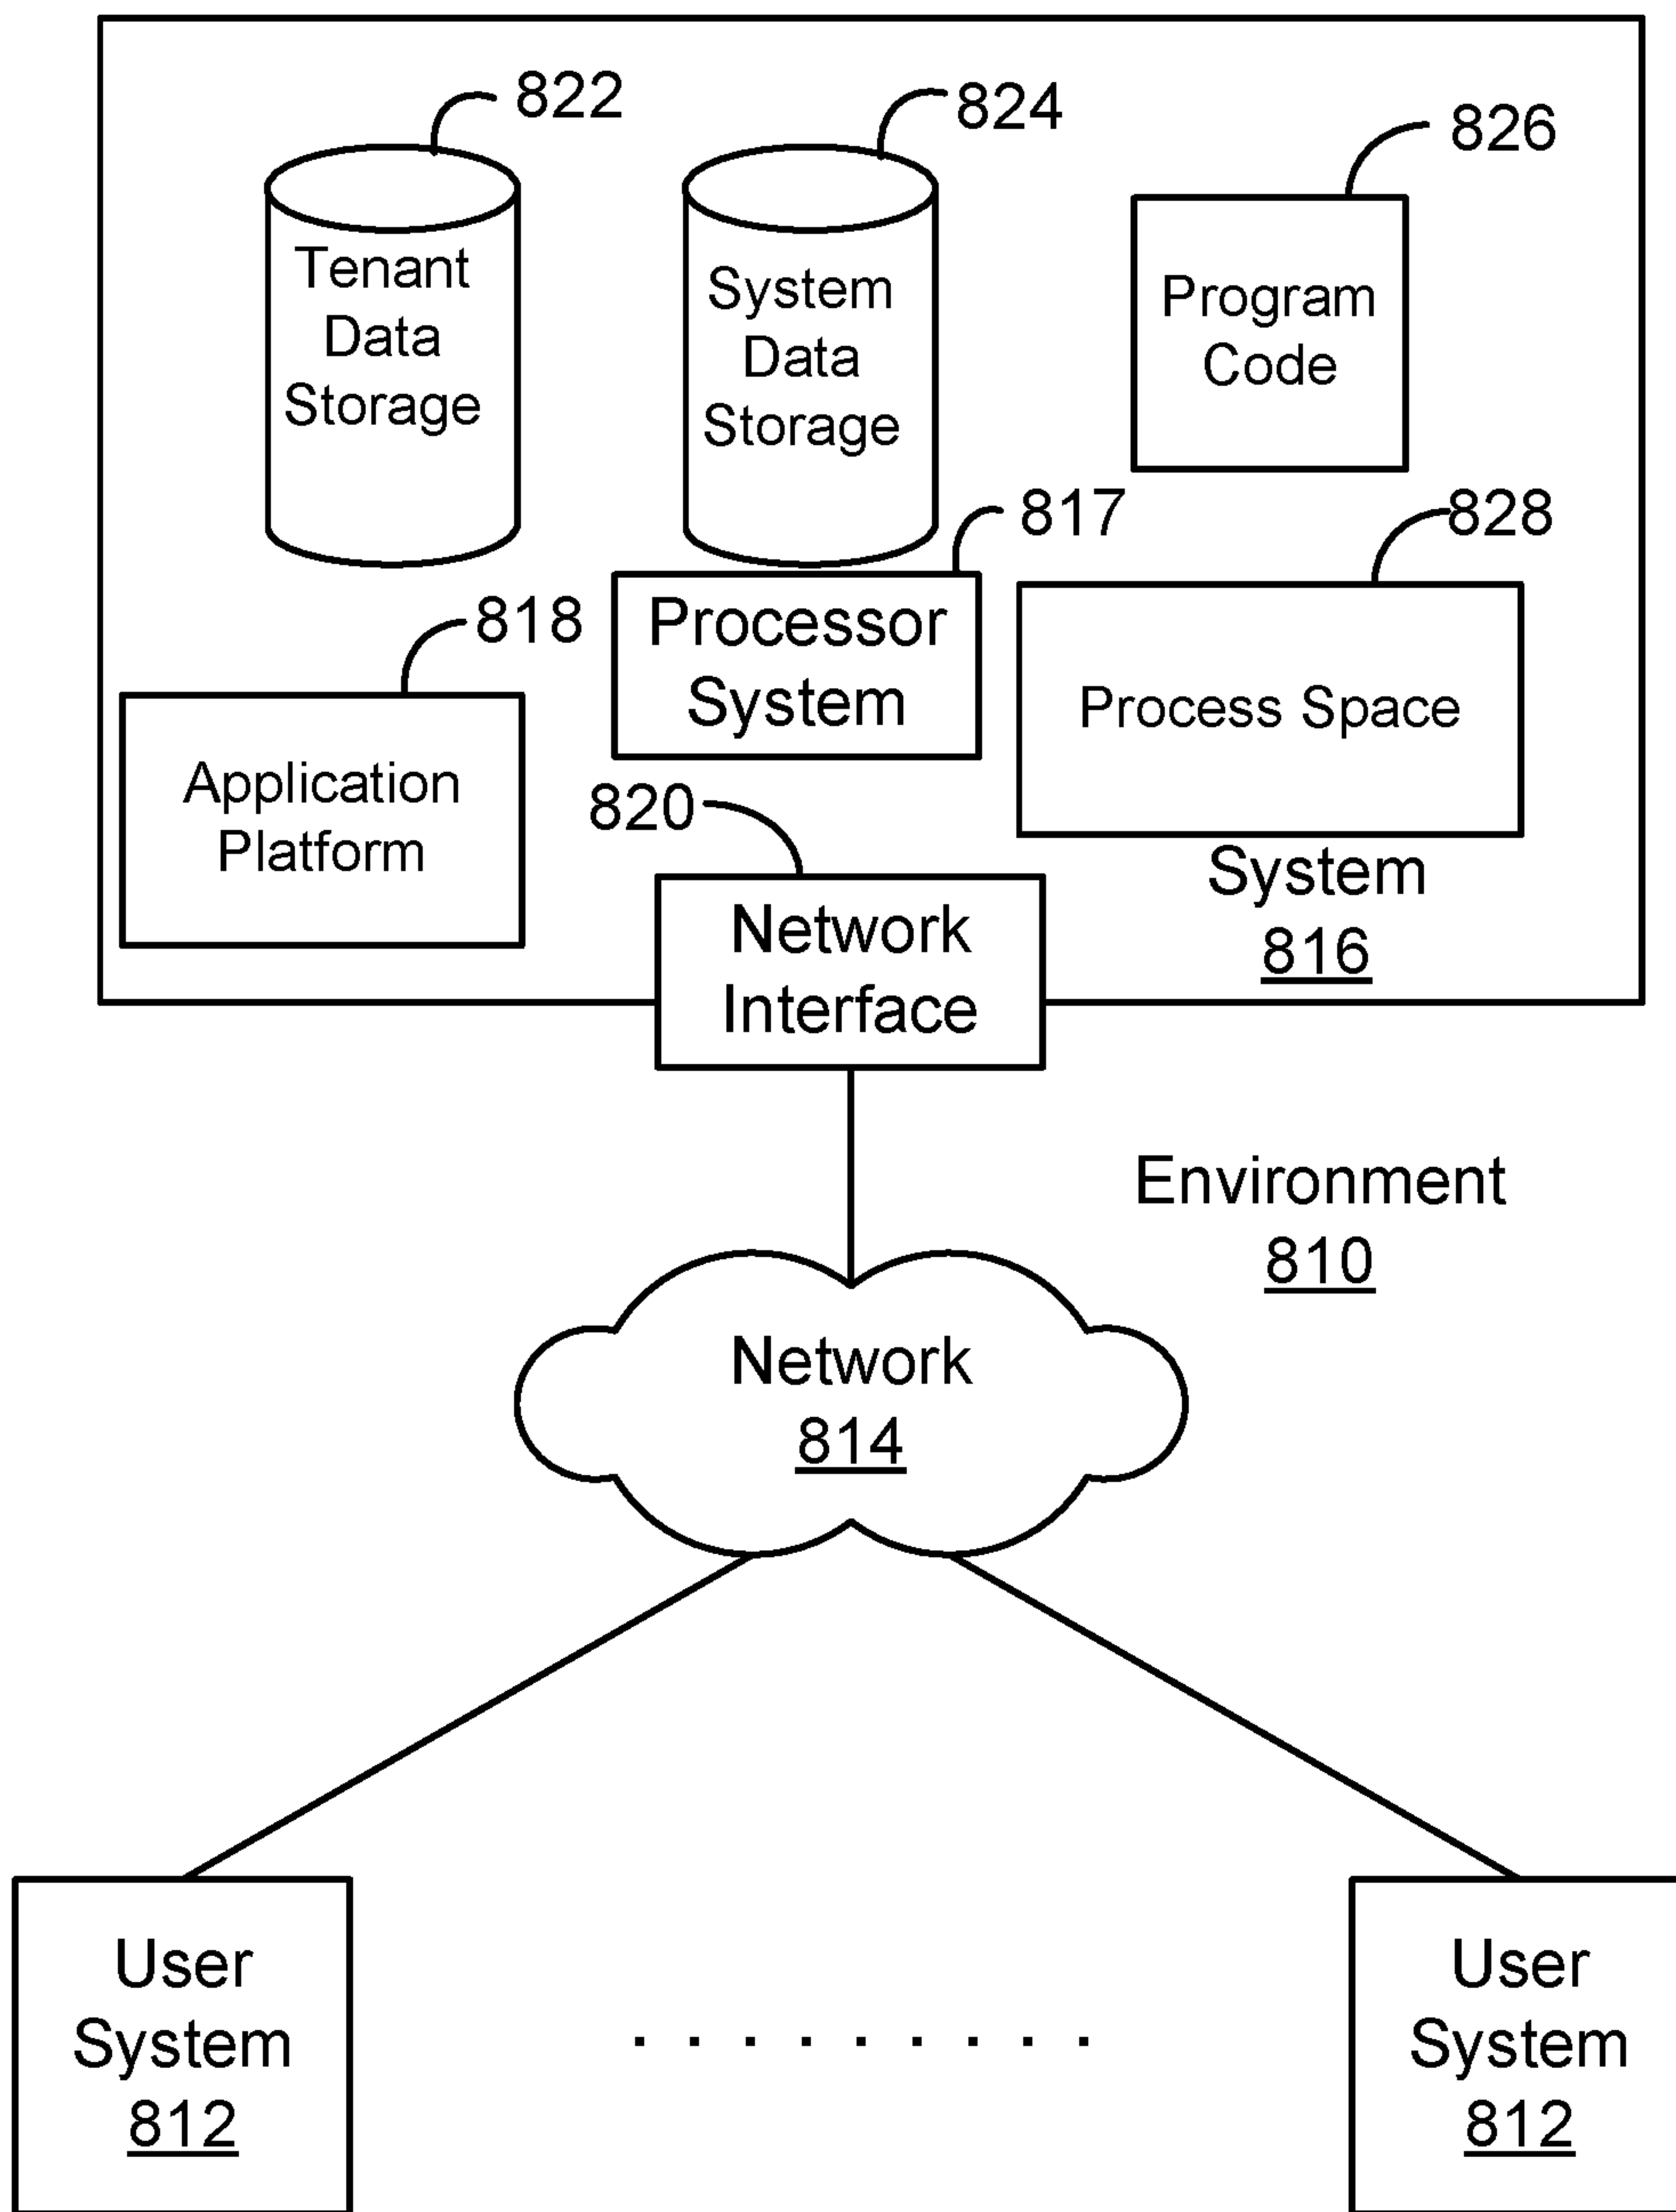 822
824
826
Tenant
Data
Storage
System
Data
Storage
Program
Code
817
828
818
Processor
System
Process Space
Application
Platform
820
System
816
Network
Interface
Environment
810
Network
814
User
System
812
. . . . . . . . .
User
System
812